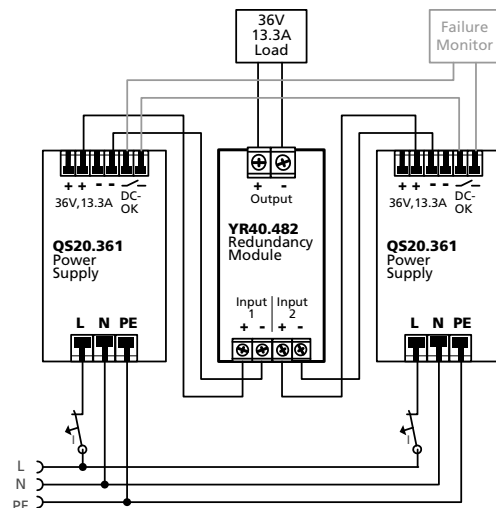 36V
13.3A
Load
Failure
Monitor
+ + - -
36V,13.3A
DC-
OK
QS20.361
Power
Supply
L N PE
+ -
Output
YR40.482
Redundancy
Module
Input
1
Input
2
+ - + -
+ + - -
36V,13.3A
DC-
OK
QS20.361
Power
Supply
L N PE
I
I
L
N
PE